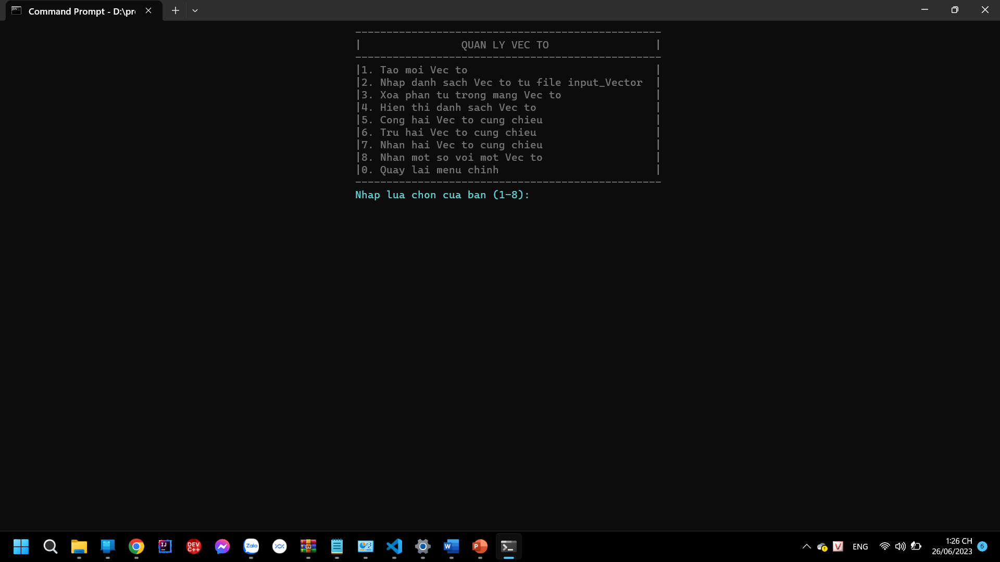 Command Prompt - D:\pr
------------------------------------------------
| QUAN LY VEC TO |
------------------------------------------------
|1. Tao moi Vec to |
|2. Nhap danh sach Vec to tu file input_Vector |
|3. Xoa phan tu trong mang Vec to |
|4. Hien thi danh sach Vec to |
|5. Cong hai Vec to cung chieu |
|6. Tru hai Vec to cung chieu |
|7. Nhan hai Vec to cung chieu |
|8. Nhan mot so voi mot Vec to |
|0. Quay lai menu chinh |
------------------------------------------------
Nhap lua chon cua ban (1-8):
IJ
DEV C++
Zalo
W
P
V
ENG
1:26 CH
26/06/2023
6